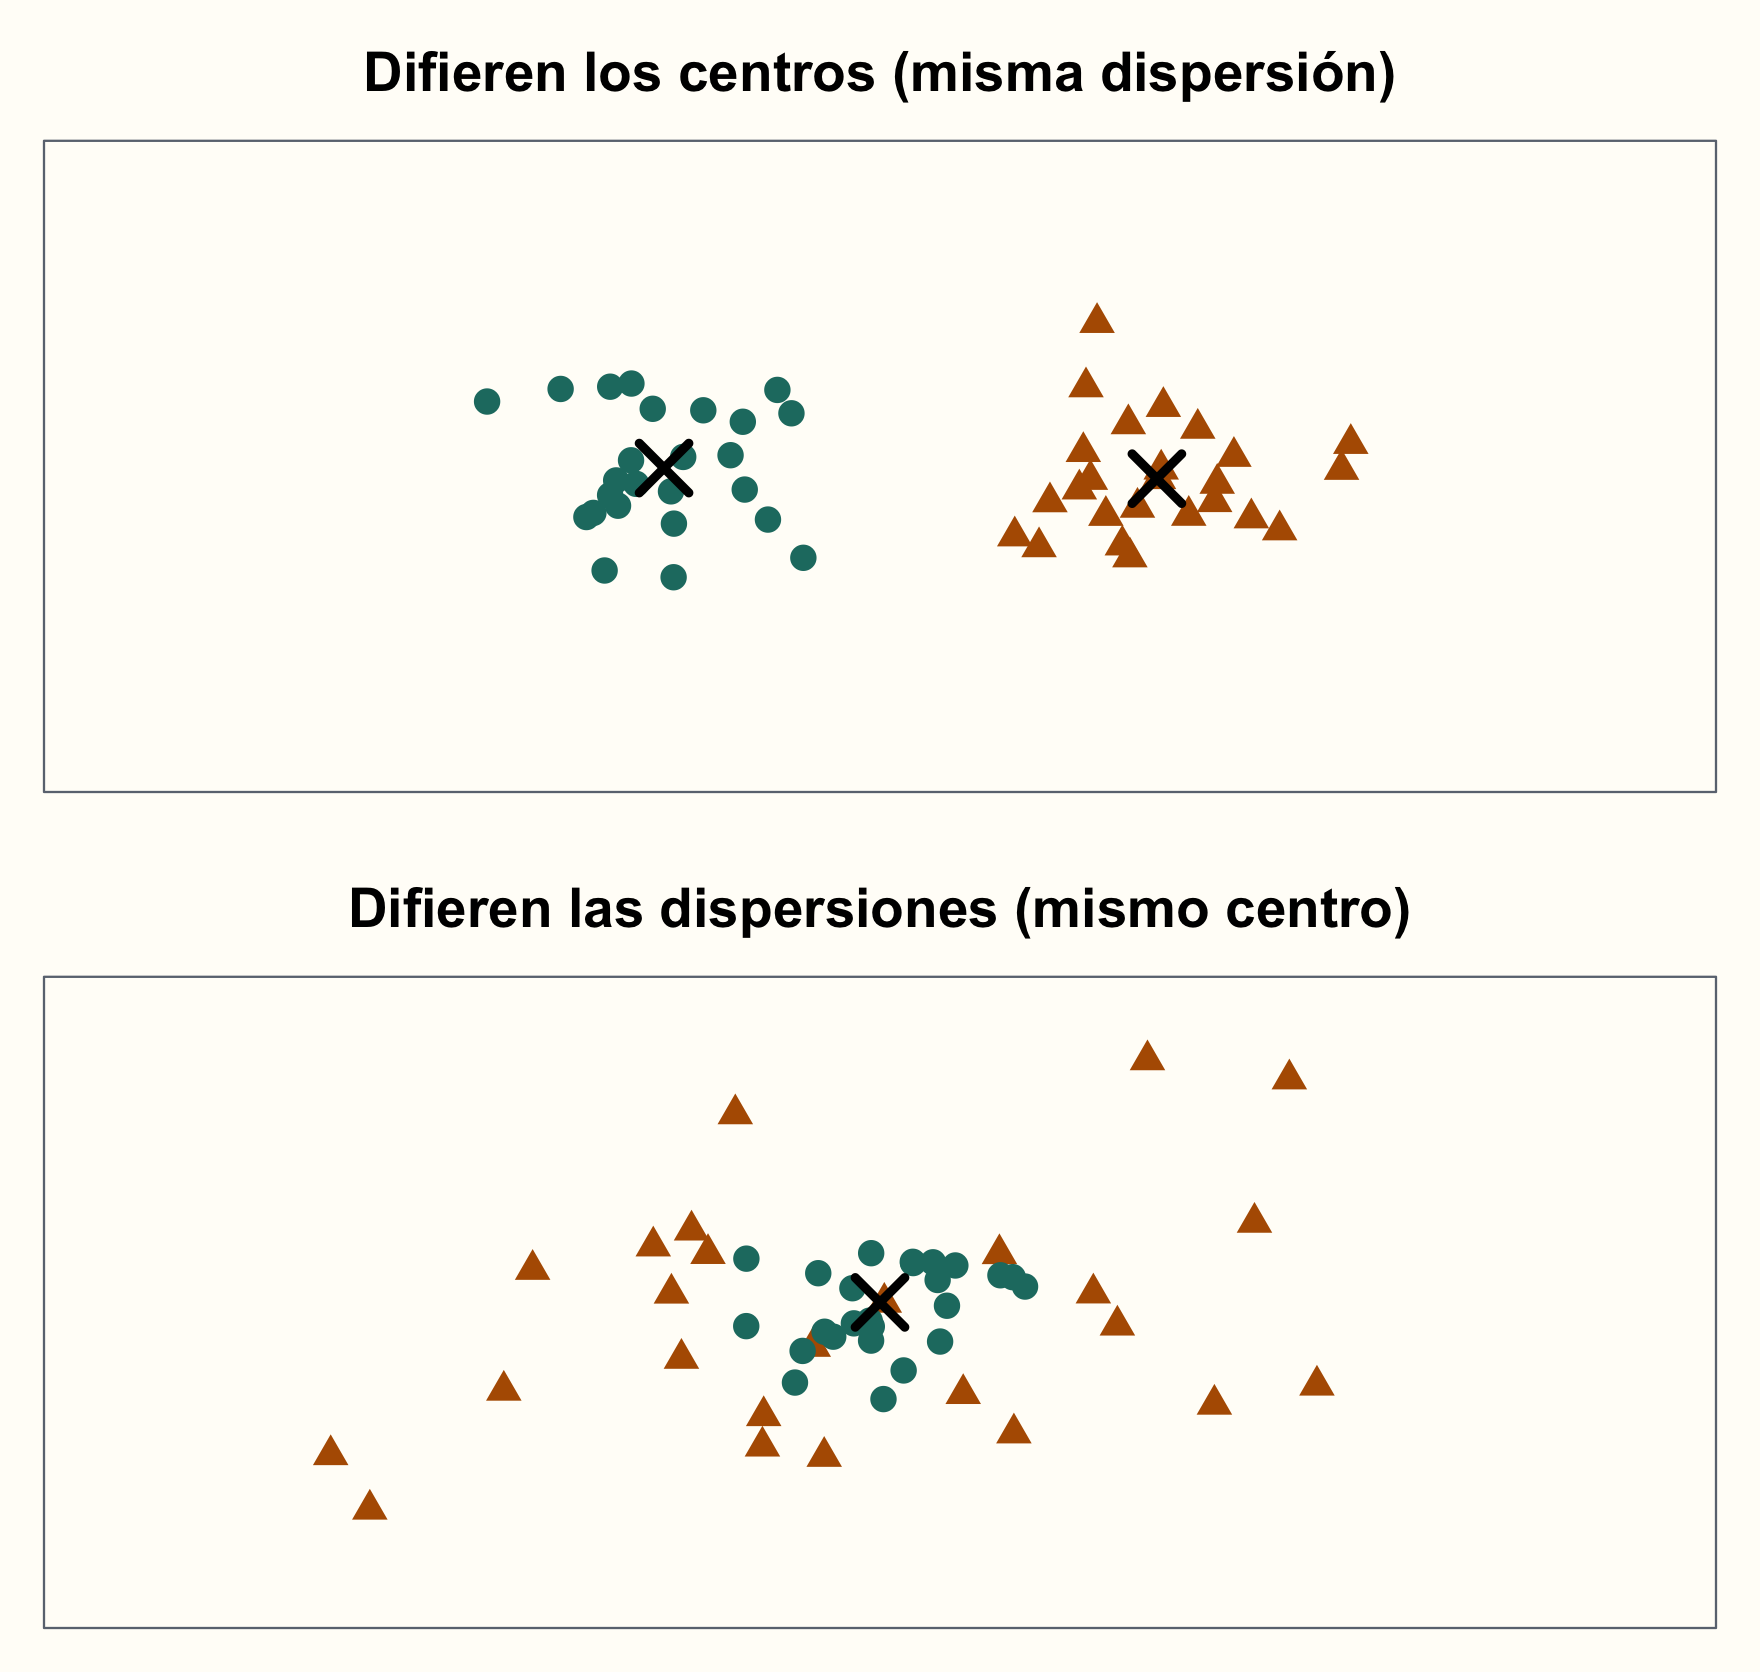 Difieren los centros (misma dispersión)
Difieren las dispersiones (mismo centro)